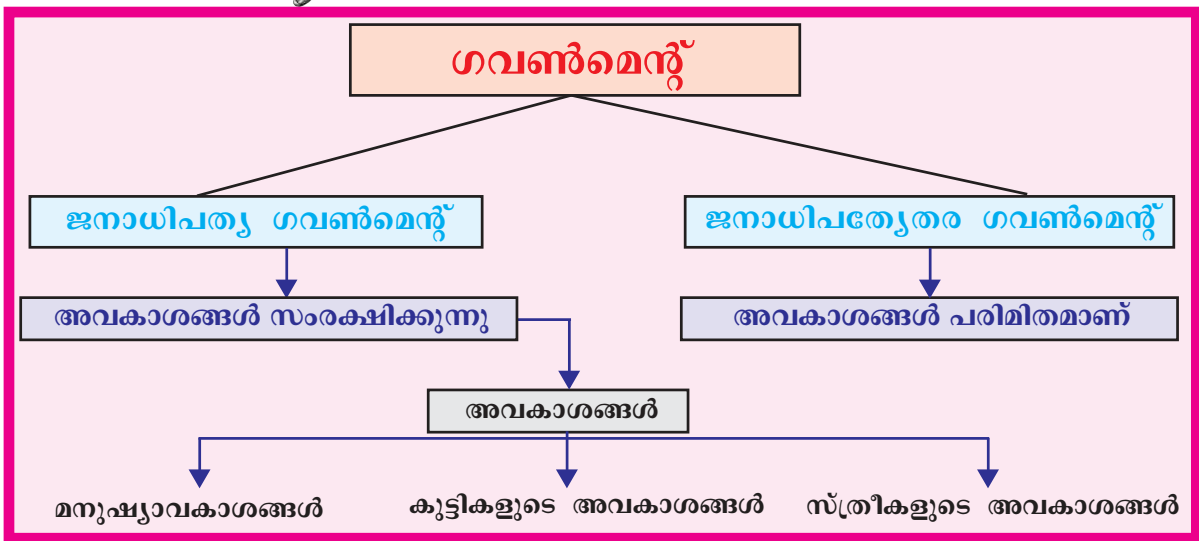 ഗവൺമെന്റ്
ജനാധിപത്യ ഗവൺമെന്റ്
ജനാധിപത്യേതര ഗവൺമെന്റ്
അവകാശങ്ങൾ സംരക്ഷിക്കുന്നു
അവകാശങ്ങൾ പരിമിതമാണ്
അവകാശങ്ങൾ
മനുഷ്യാവകാശങ്ങൾ
കുട്ടികളുടെ അവകാശങ്ങൾ
സ്ത്രീകളുടെ അവകാശങ്ങൾ